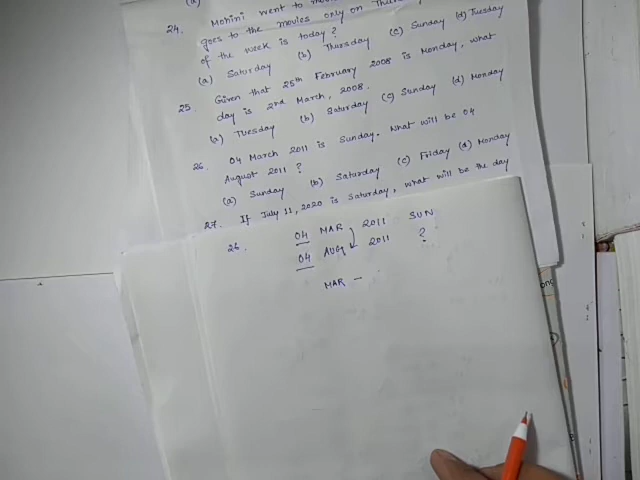 (a)
24. Mohini went to
goes to the movies only on
of the week is today?
(a) Saturday (b) Thursday (c) Sunday (d) Tuesday
25. Given that 25th February 2008 is Monday, what
day is 2nd March, 2008.
(a) Tuesday (b) Saturday (c) Sunday (d) Monday
26. 04 March 2011 is Sunday. What will be 04
August 2011 ?
(a) Sunday (b) Saturday (c) Friday (d) Monday
27. If July 11, 2020 is Saturday, what will be the day
26. 04 MAR 2011 SUN
04 AUG 2011 ?
MAR -